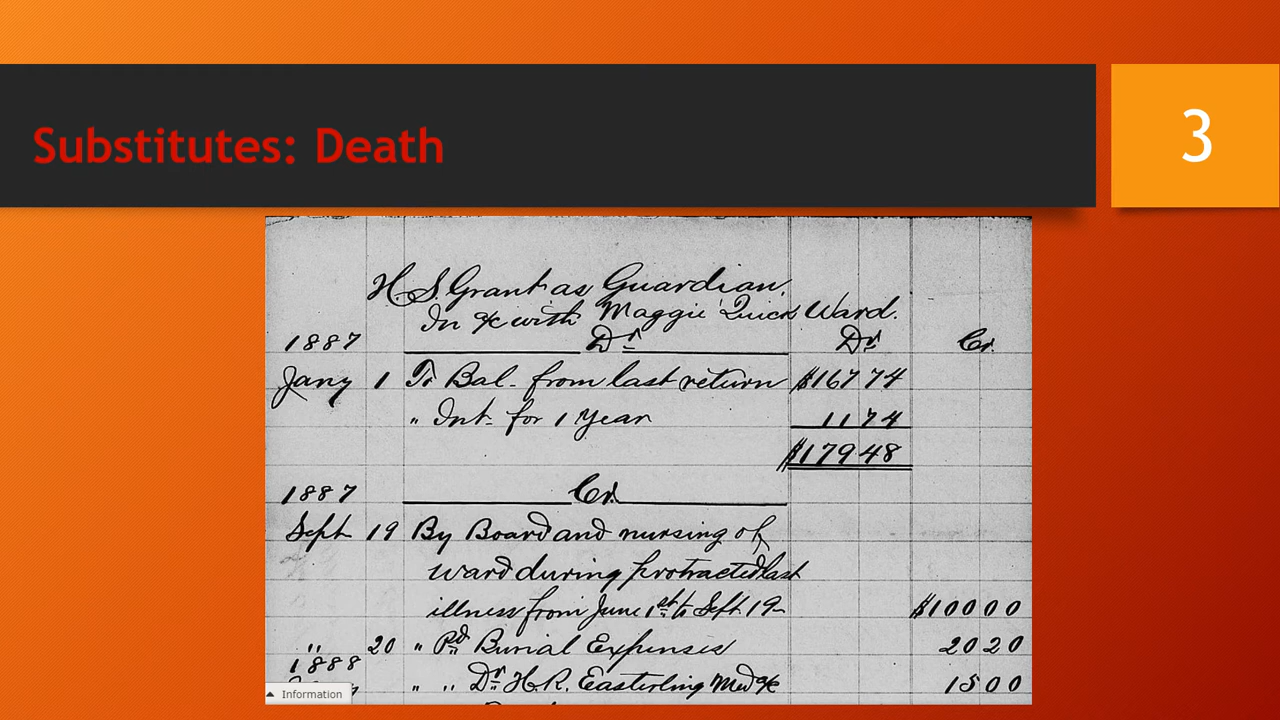 Substitutes: Death
3
H. S. Grant as Guardian.
In a/c with Maggie Quick Ward.
1887 Dr. Dr. Cr.
Jany 1 To Bal. from last return $167 74
" Int. for 1 Year 11 74
$179 48
1887 Cr.
Sept 19 By Board and nursing of
ward during protracted last
illness from June 1st to Sept. 19- $100 00
" 20 " Pd. Burial Expenses 20 20
1888
" " Dr. H. R. Easterling Med a/c 15 00
Information